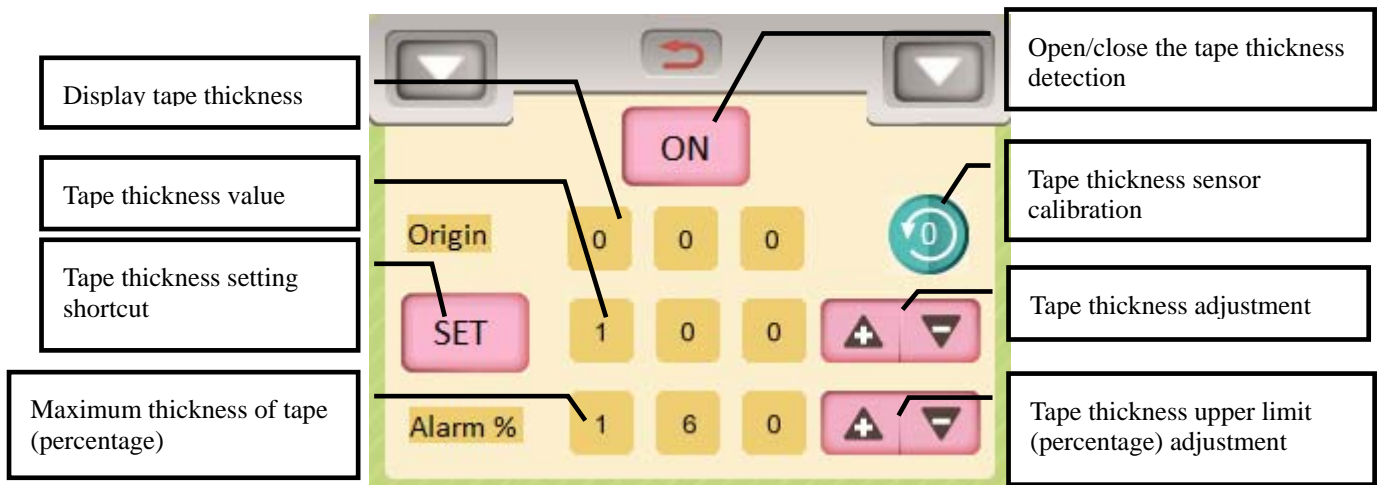 Display tape thickness
Tape thickness value
Tape thickness setting
shortcut
Maximum thickness of tape
(percentage)
ON
Origin
0 0 0
0
SET
1 0 0
Alarm %
1 6 0
Open/close the tape thickness
detection
Tape thickness sensor
calibration
Tape thickness adjustment
Tape thickness upper limit
(percentage) adjustment